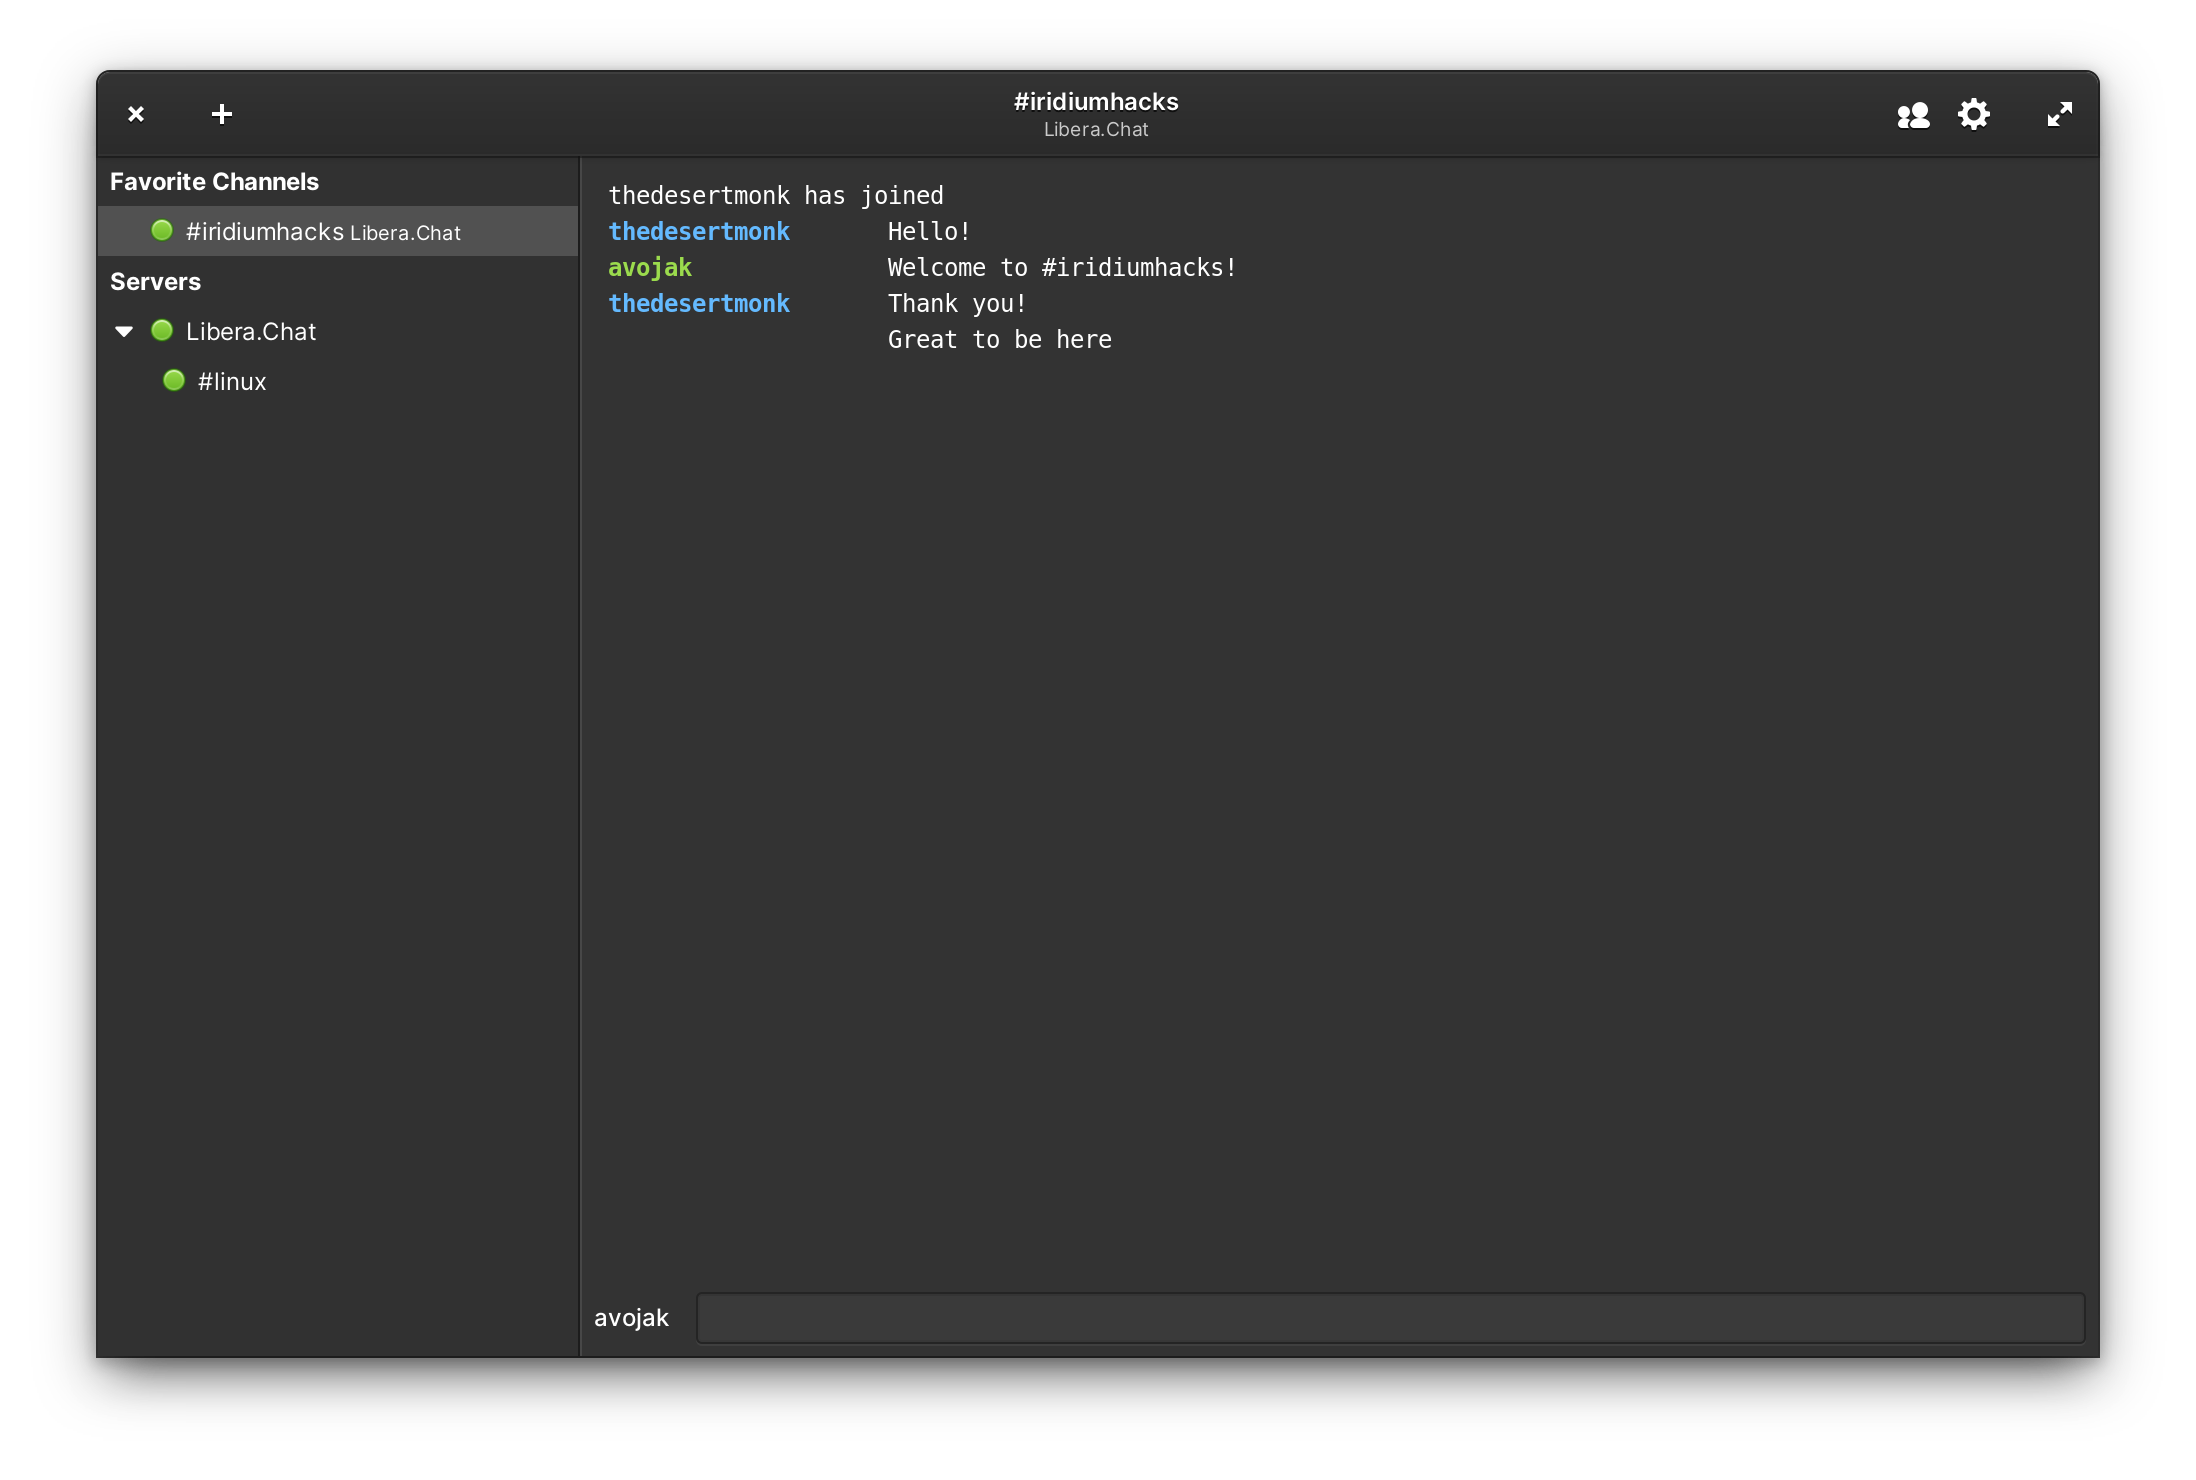 #iridiumhacks
Libera.Chat
Favorite Channels
#iridiumhacks Libera.Chat
Servers
Libera.Chat
#linux
thedesertmonk has joined
thedesertmonk Hello!
avojak Welcome to #iridiumhacks!
thedesertmonk Thank you!
Great to be here
avojak